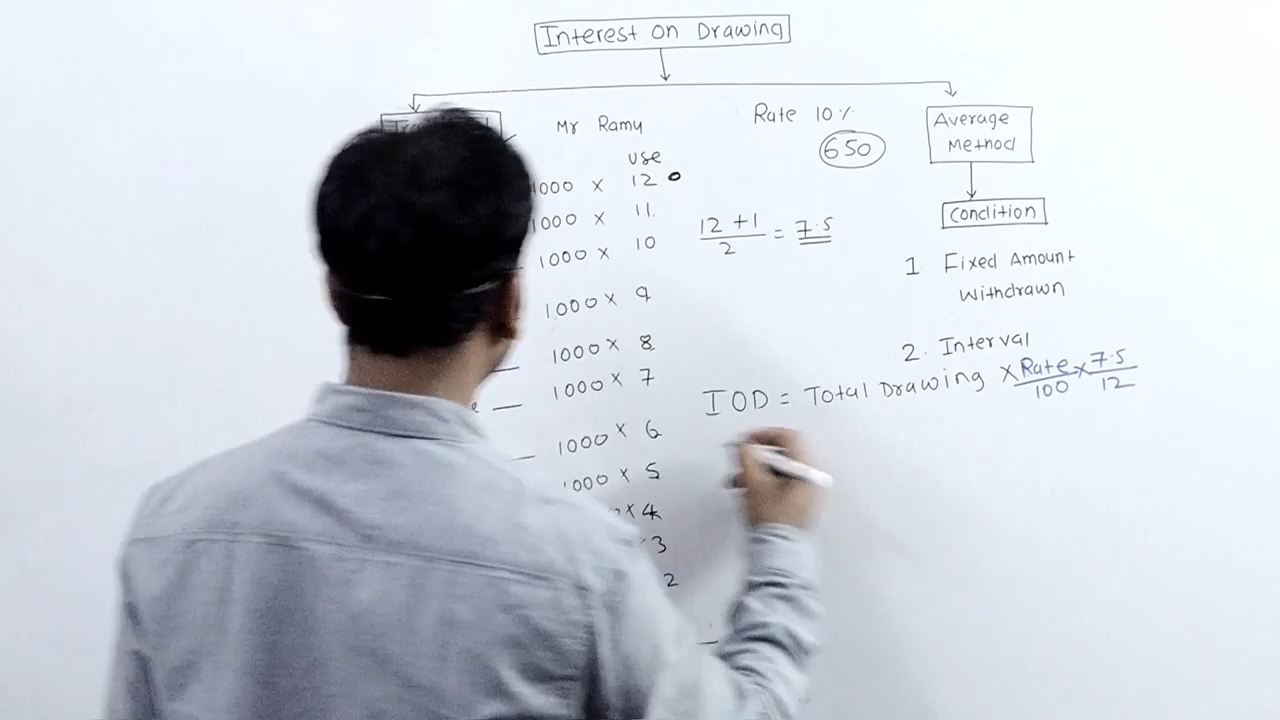 Interest on Drawing
Mr Ramy
Rate 10%
650
Average
Method
Use
1000 × 12
1000 × 11
1000 × 10
1000 × 9
1000 × 8
1000 × 7
1000 × 6
1000 × 5
× 4
3
2
12 + 1 / 2 = 7.5
Condition
1 Fixed Amount
Withdrawn
2. Interval
IOD = Total Drawing × Rate/100 × 7.5/12